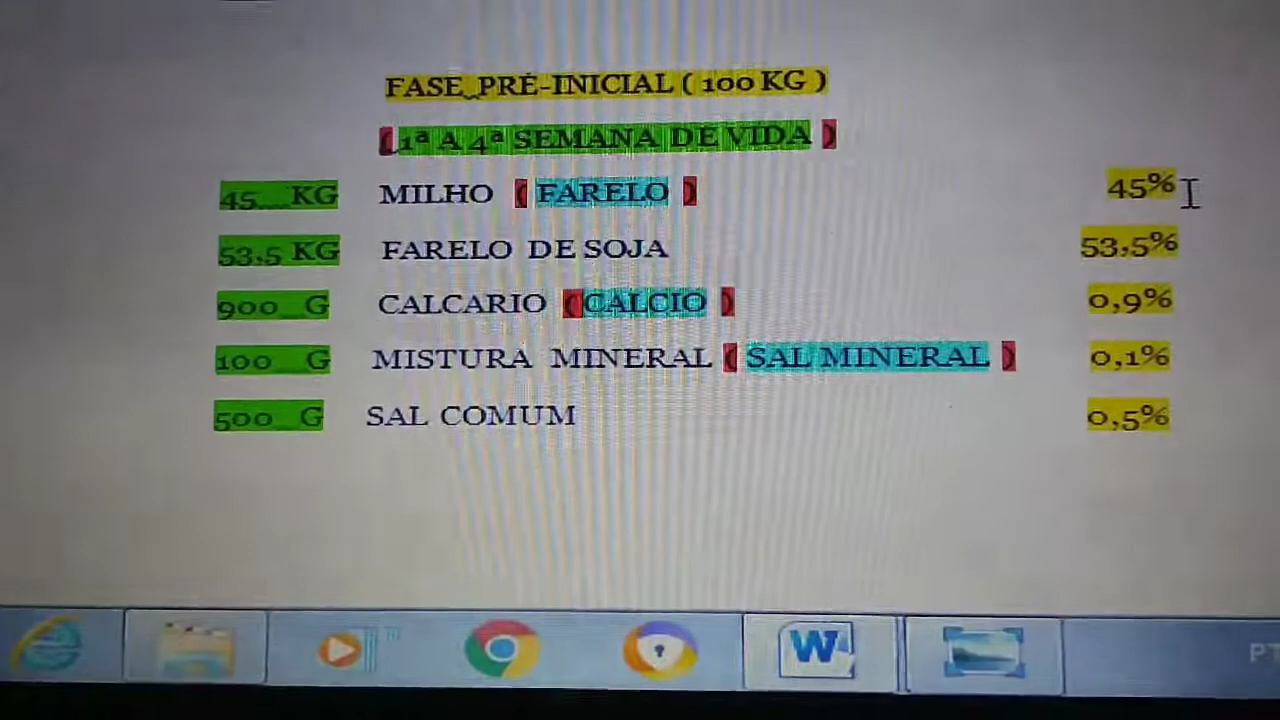 FASE PRÉ-INICIAL ( 100 KG )
( 1ª A 4ª SEMANA DE VIDA )
45 KG MILHO ( FARELO ) 45%
53,5 KG FARELO DE SOJA 53,5%
900 G CALCARIO ( CALCIO ) 0,9%
100 G MISTURA MINERAL ( SAL MINERAL ) 0,1%
500 G SAL COMUM 0,5%
W
PT